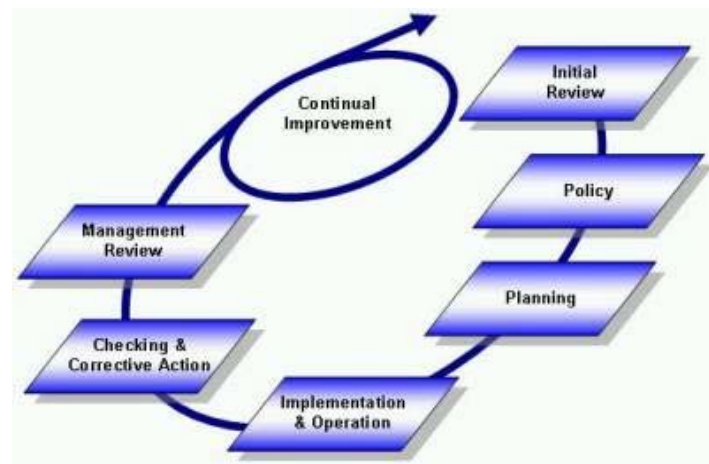 Initial
Review
Policy
Planning
Implementation
& Operation
Checking &
Corrective Action
Management
Review
Continual
Improvement